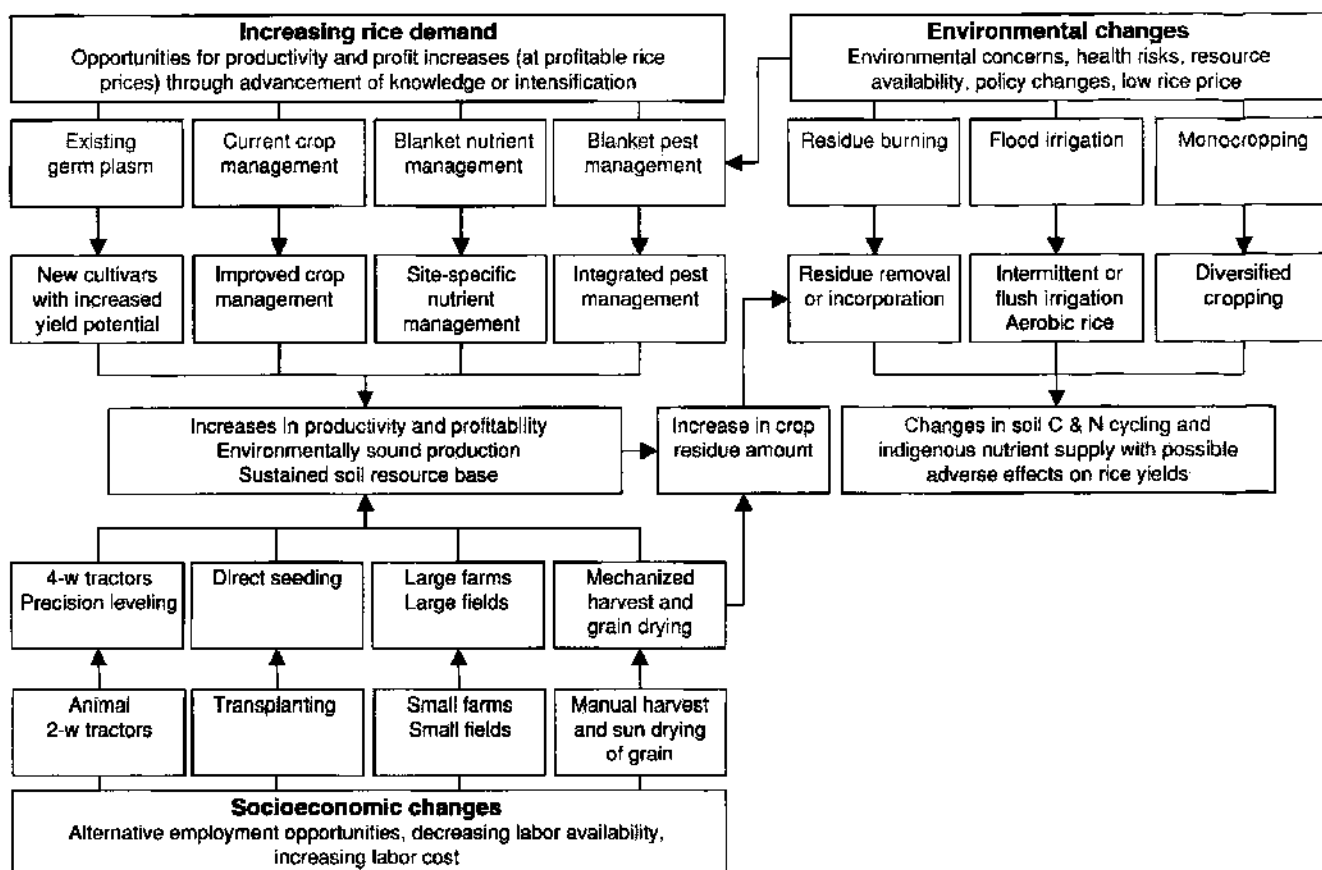 Increasing rice demand
Opportunities for productivity and profit increases (at profitable rice
prices) through advancement of knowledge or intensification
Environmental changes
Environmental concerns, health risks, resource
availability, policy changes, low rice price
Existing
germ plasm
Current crop
management
Blanket nutrient
management
Blanket pest
management
Residue burning
Flood irrigation
Monocropping
New cultivars
with increased
yield potential
Improved crop
management
Site-specific
nutrient
management
Integrated pest
management
Residue removal
or incorporation
Intermittent or
flush irrigation
Aerobic rice
Diversified
cropping
Increases in productivity and profitability
Environmentally sound production
Sustained soil resource base
Increase in crop
residue amount
Changes in soil C & N cycling and
indigenous nutrient supply with possible
adverse effects on rice yields
4-w tractors
Precision leveling
Direct seeding
Large farms
Large fields
Mechanized
harvest and
grain drying
Animal
2-w tractors
Transplanting
Small farms
Small fields
Manual harvest
and sun drying
of grain
Socioeconomic changes
Alternative employment opportunities, decreasing labor availability,
increasing labor cost